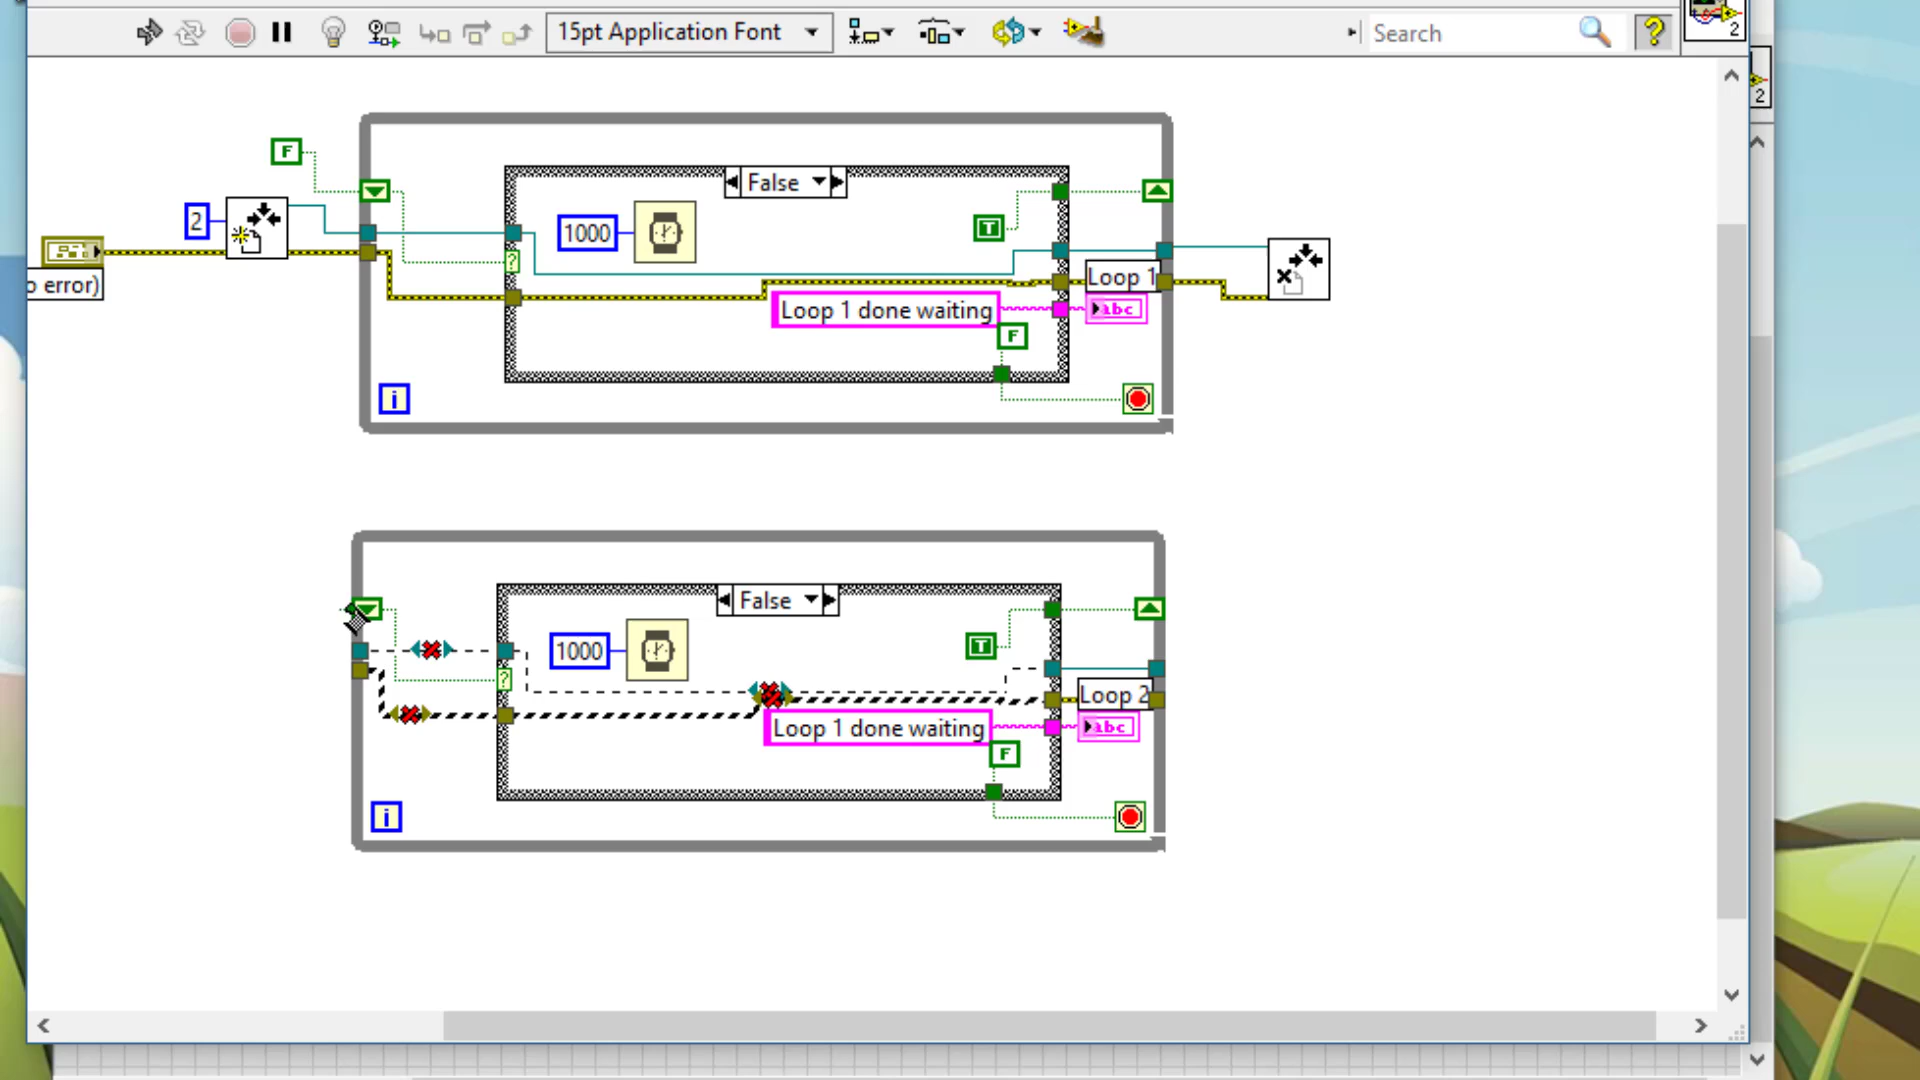 15pt Application Font
Search
?
2
2
F
False
2
1000
T
?
o error)
Loop 1
Loop 1 done waiting
abc
F
i
False
1000
T
?
Loop 2
Loop 1 done waiting
abc
F
i